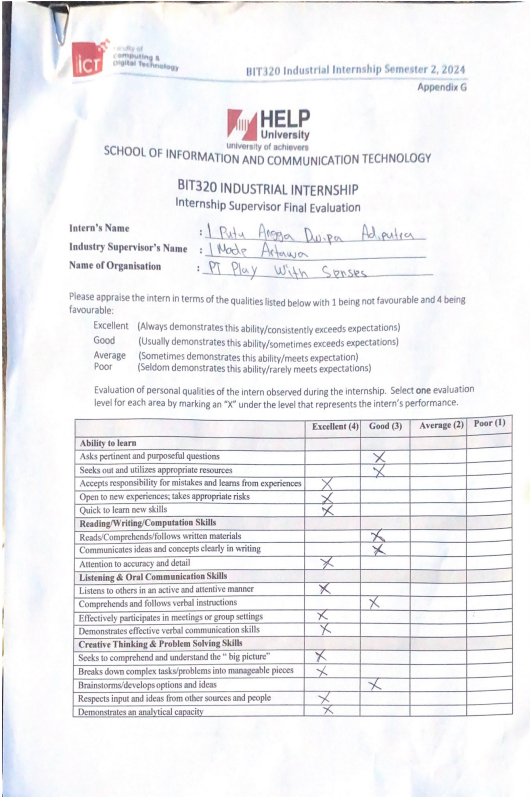 ict Faculty of
Computing &
Digital Technology
BIT320 Industrial Internship Semester 2, 2024
Appendix G
HELP
University
university of achievers
SCHOOL OF INFORMATION AND COMMUNICATION TECHNOLOGY
BIT320 INDUSTRIAL INTERNSHIP
Internship Supervisor Final Evaluation
Intern's Name : I Putu Angga Dwipa Adiputra
Industry Supervisor's Name : I Made Artawa
Name of Organisation : PT Play With Senses
Please appraise the intern in terms of the qualities listed below with 1 being not favourable and 4 being
favourable:
Excellent (Always demonstrates this ability/consistently exceeds expectations)
Good (Usually demonstrates this ability/sometimes exceeds expectations)
Average (Sometimes demonstrates this ability/meets expectation)
Poor (Seldom demonstrates this ability/rarely meets expectations)
Evaluation of personal qualities of the intern observed during the internship. Select one evaluation
level for each area by marking an "X" under the level that represents the intern's performance.
Excellent (4) Good (3) Average (2) Poor (1)
Ability to learn
Asks pertinent and purposeful questions X
Seeks out and utilizes appropriate resources X
Accepts responsibility for mistakes and learns from experiences X
Open to new experiences; takes appropriate risks X
Quick to learn new skills X
Reading/Writing/Computation Skills
Reads/Comprehends/follows written materials X
Communicates ideas and concepts clearly in writing X
Attention to accuracy and detail X
Listening & Oral Communication Skills
Listens to others in an active and attentive manner X
Comprehends and follows verbal instructions X
Effectively participates in meetings or group settings X
Demonstrates effective verbal communication skills X
Creative Thinking & Problem Solving Skills
Seeks to comprehend and understand the " big picture" X
Breaks down complex tasks/problems into manageable pieces X
Brainstorms/develops options and ideas X
Respects input and ideas from other sources and people X
Demonstrates an analytical capacity X